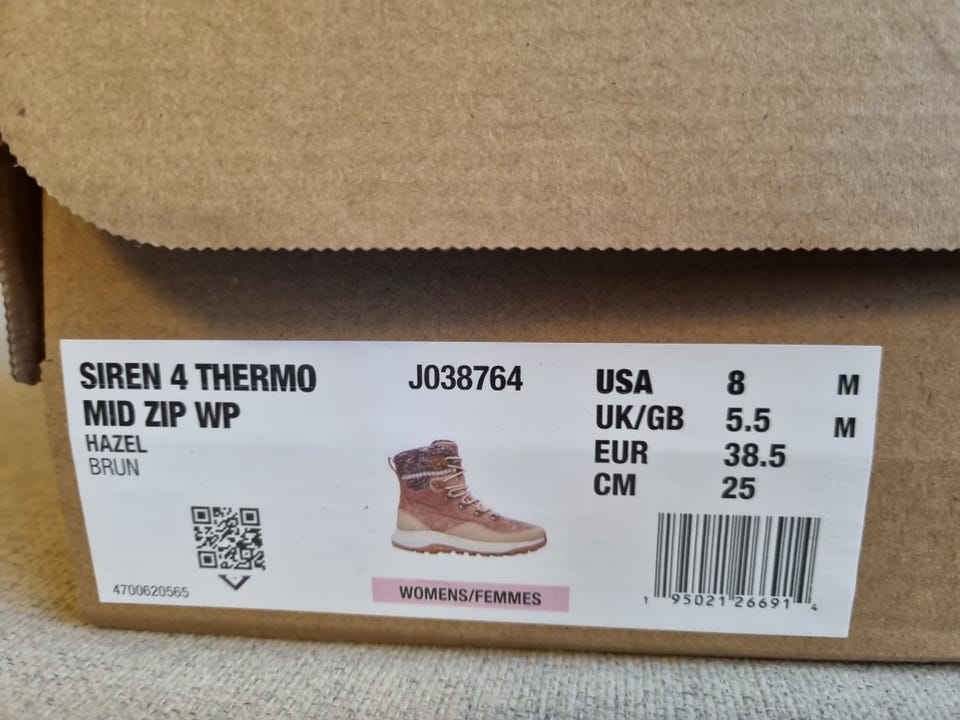 SIREN 4 THERMO
MID ZIP WP
HAZEL
BRUN
4700620565
J038764
WOMENS/FEMMES
USA 8 M
UK/GB 5.5 M
EUR 38.5
CM 25
1 95021 26691 4